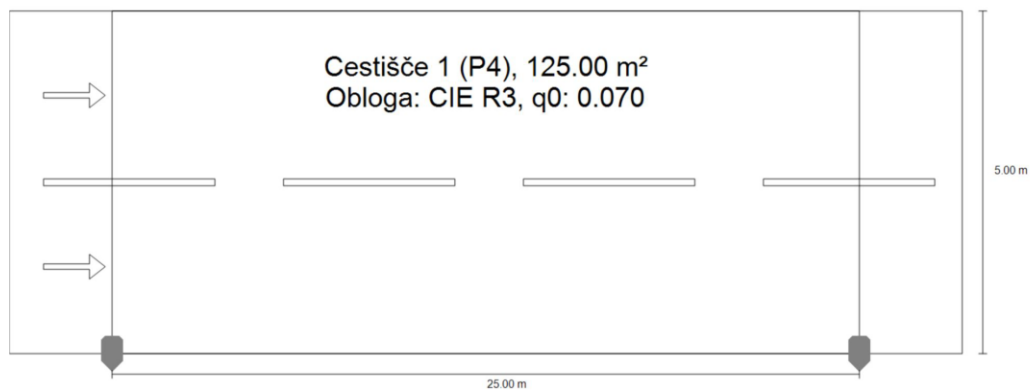 Cestišče 1 (P4), 125.00 m²
Obloga: CIE R3, q0: 0.070
5.00 m
25.00 m